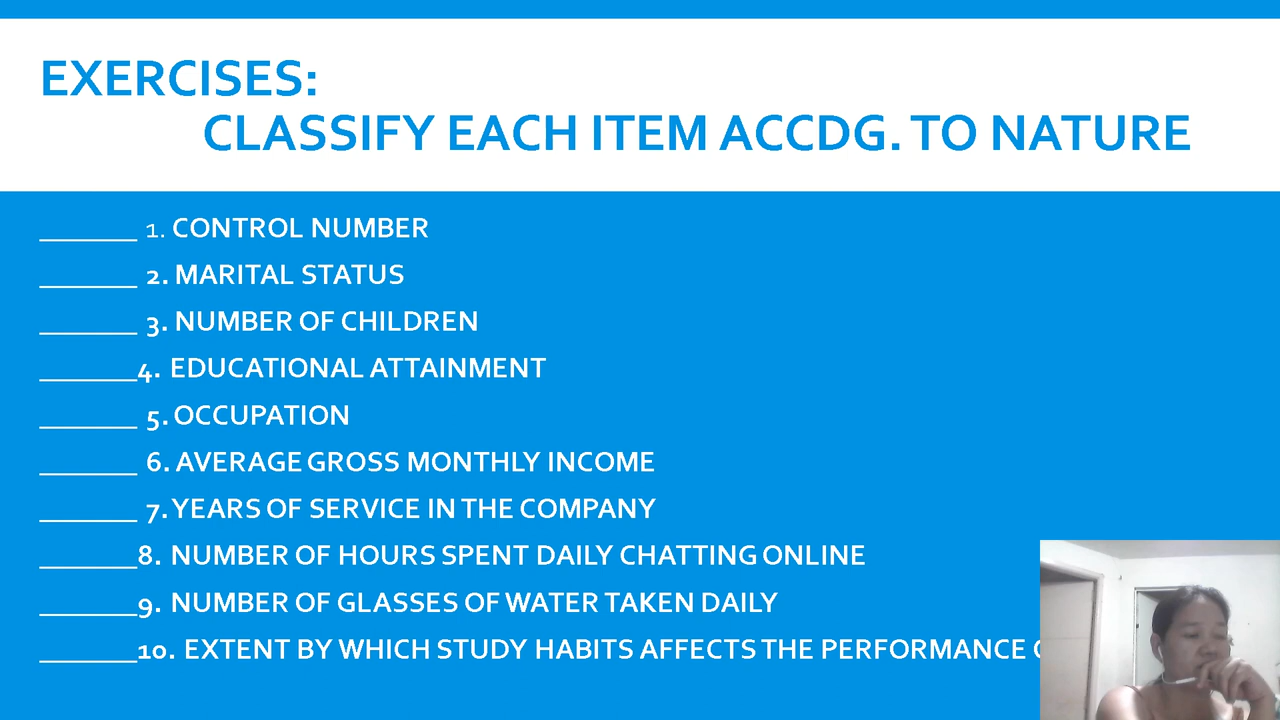 EXERCISES:
CLASSIFY EACH ITEM ACCDG. TO NATURE
_______ 1. CONTROL NUMBER
_______ 2. MARITAL STATUS
_______ 3. NUMBER OF CHILDREN
_______4. EDUCATIONAL ATTAINMENT
_______ 5. OCCUPATION
_______ 6. AVERAGE GROSS MONTHLY INCOME
_______ 7. YEARS OF SERVICE IN THE COMPANY
_______8. NUMBER OF HOURS SPENT DAILY CHATTING ONLINE
_______9. NUMBER OF GLASSES OF WATER TAKEN DAILY
_______10. EXTENT BY WHICH STUDY HABITS AFFECTS THE PERFORMANCE